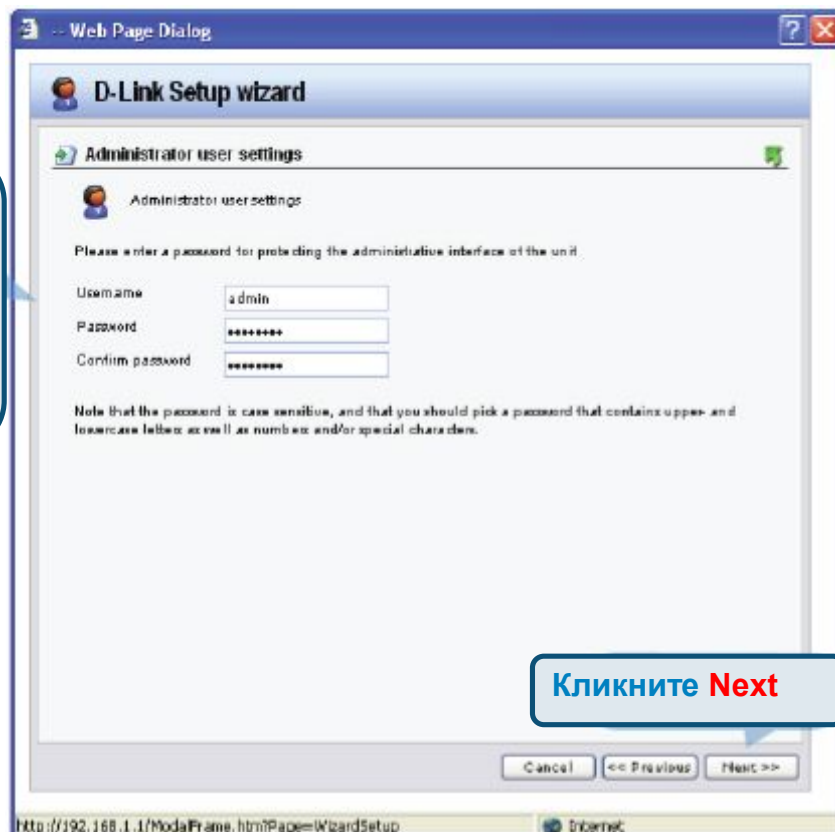 -- Web Page Dialog
D-Link Setup wizard
Administrator user settings
Administrator user settings
Please enter a password for protecting the administrative interface of the unit
Username
admin
Password
••••••••
Confirm password
••••••••
Note that the password is case sensitive, and that you should pick a password that contains upper- and
lowercase letters as well as numbers and/or special characters.
Кликните Next
Cancel
<< Previous
Next >>
http://192.168.1.1/ModalFrame.htm?Page=WizardSetup
Internet